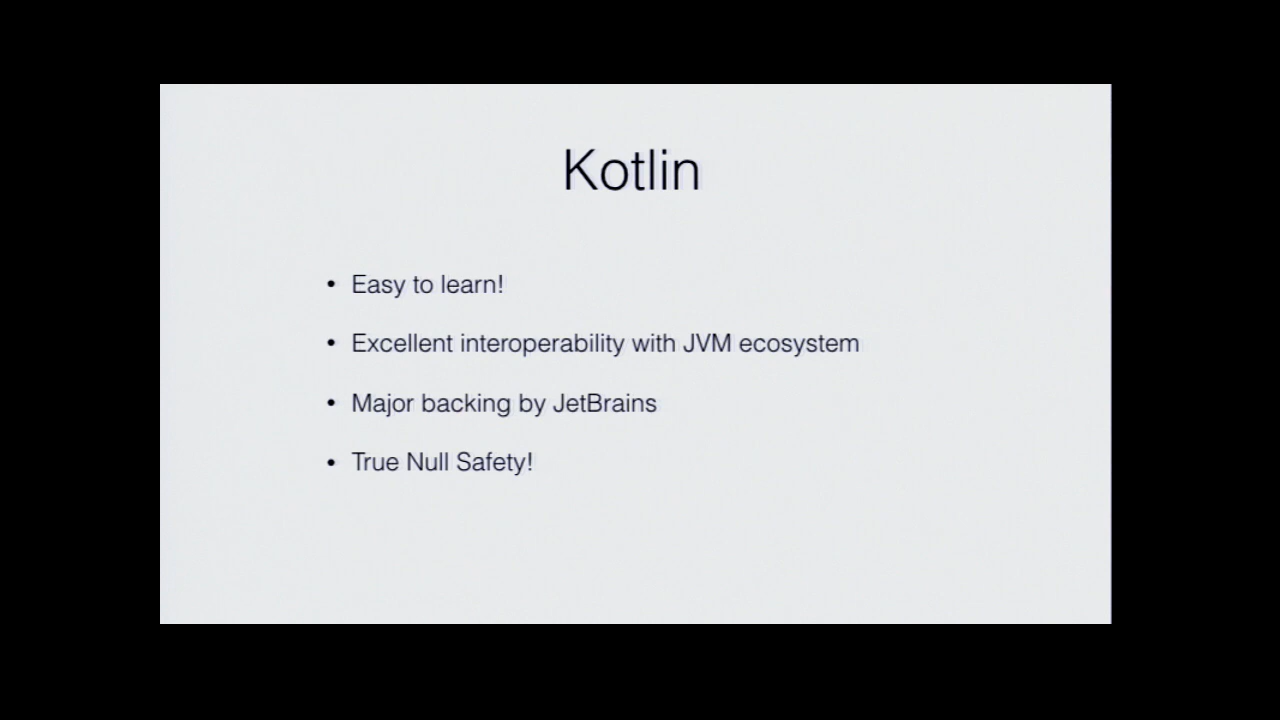 Kotlin
• Easy to learn!
• Excellent interoperability with JVM ecosystem
• Major backing by JetBrains
• True Null Safety!